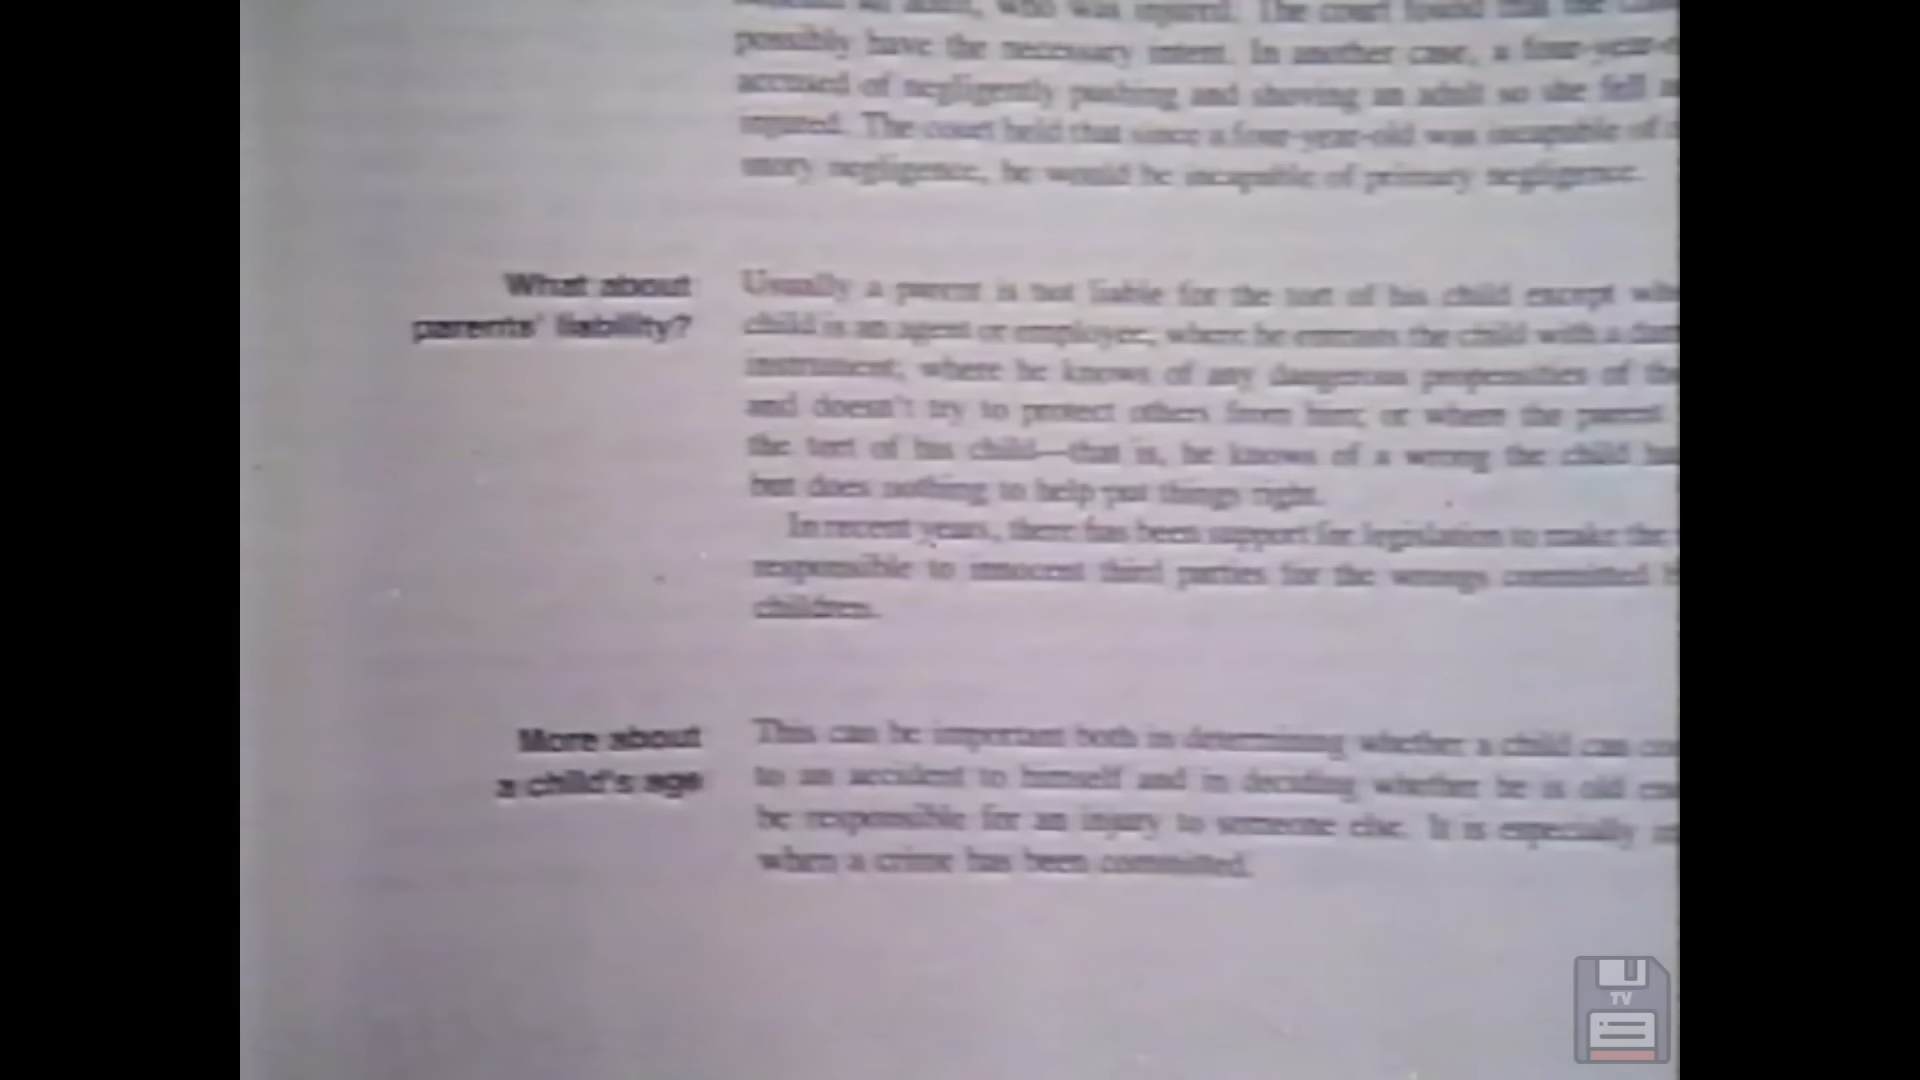 possibly have the necessary intent. In another case, a four-year-
accused of negligently pushing and shoving an adult so she fell
injured. The court held that since a four-year-old was incapable of
utory negligence, he would be incapable of primary negligence.
What about
parents' liability?
Usually a parent is not liable for the tort of his child except
child is an agent or employee; where he entrusts the child with a
instrument; where he knows of any dangerous propensities of
and doesn't try to protect others from him; or where the parent
the tort of his child—that is, he knows of a wrong the child
but does nothing to help put things right.
In recent years, there has been support for legislation to make the
responsible to innocent third parties for the wrongs committed
children.
More about
a child's age
This can be important both in determining whether a child can
to an accident to himself and in deciding whether he is old
be responsible for an injury to someone else. It is especially
when a crime has been committed.
TV